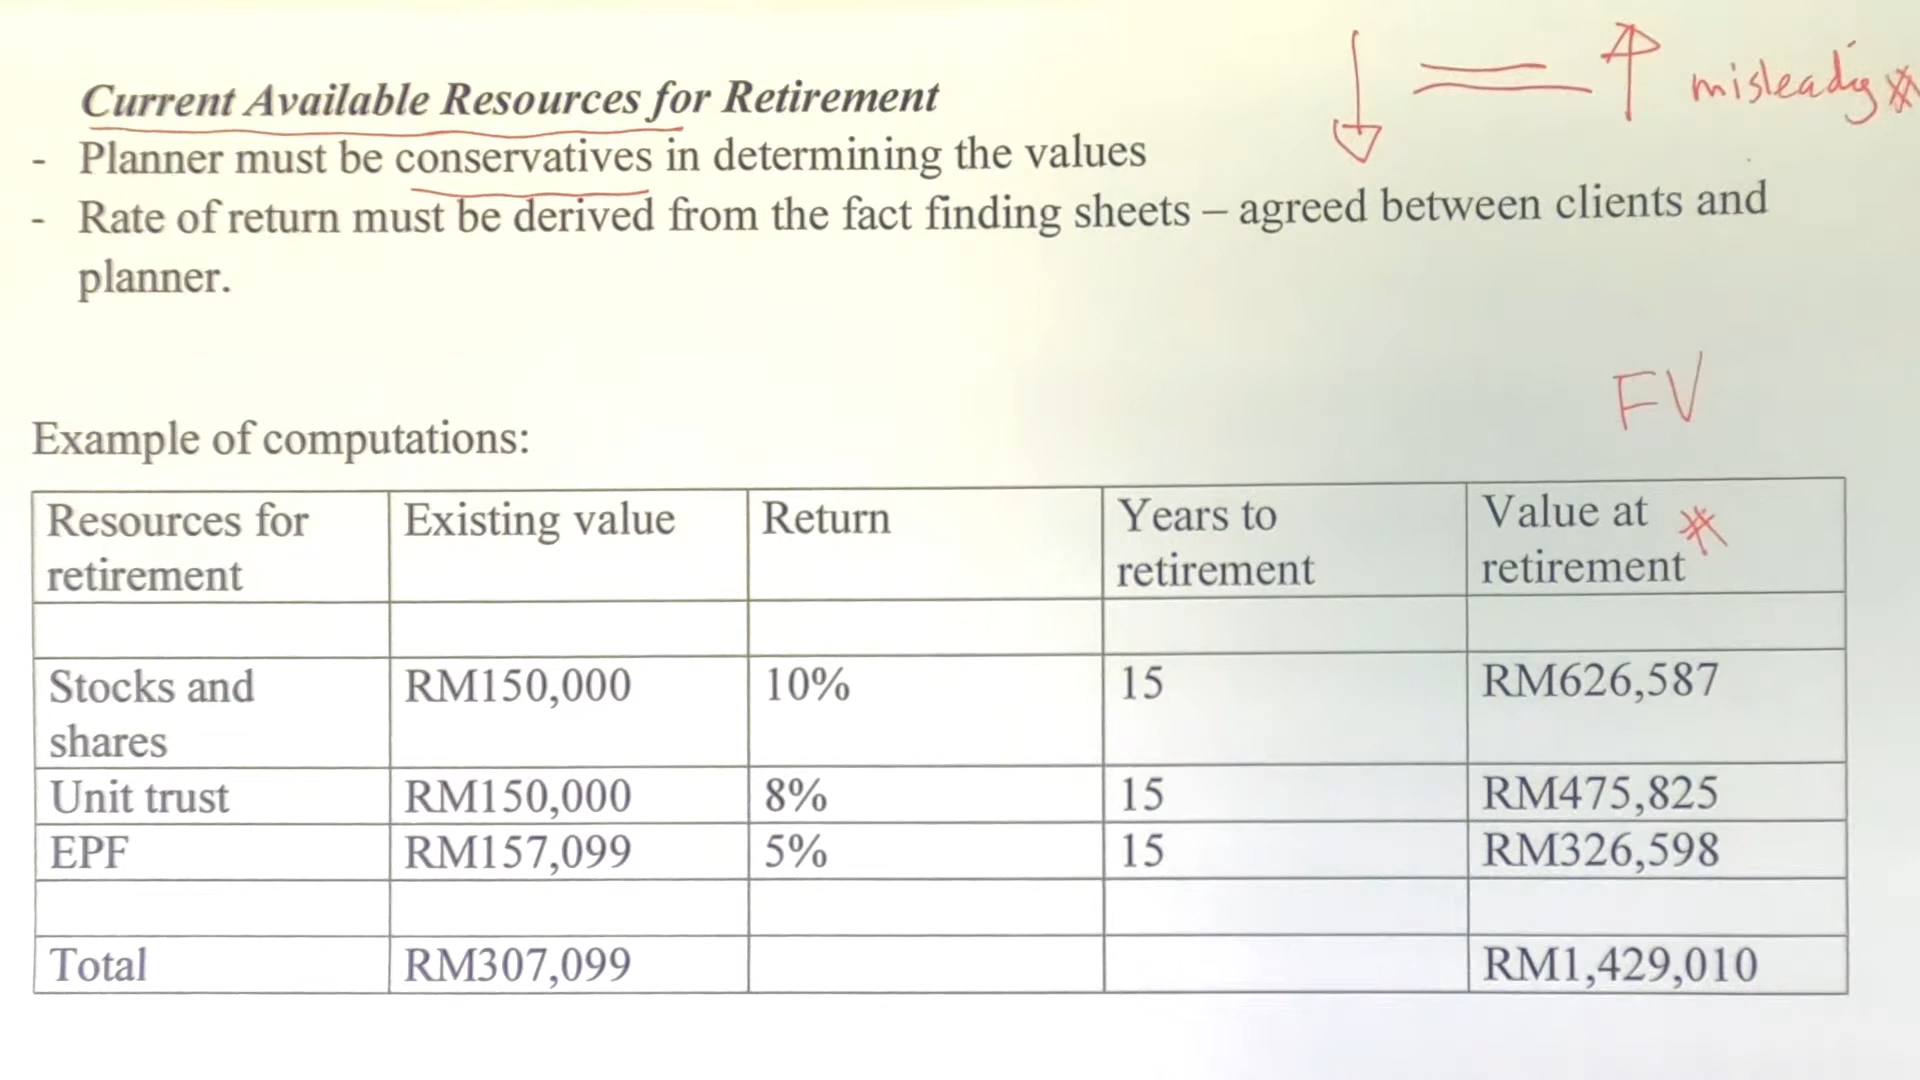 Current Available Resources for Retirement
misleadig
- Planner must be conservatives in determining the values
- Rate of return must be derived from the fact finding sheets – agreed between clients and
planner.
FV
Example of computations:
Resources for retirement Existing value Return Years to retirement Value at retirement
Stocks and shares RM150,000 10% 15 RM626,587
Unit trust RM150,000 8% 15 RM475,825
EPF RM157,099 5% 15 RM326,598
Total RM307,099 RM1,429,010